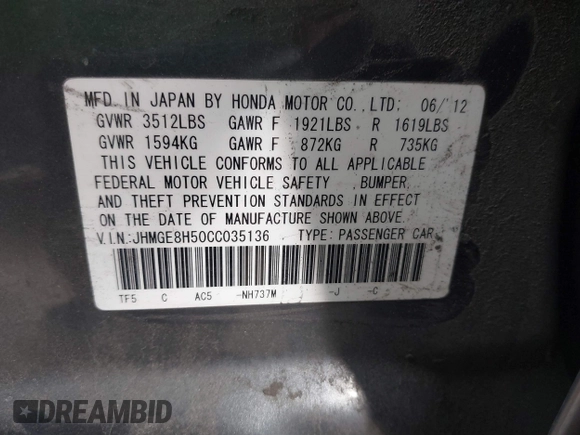 MFD. IN JAPAN BY HONDA MOTOR CO., LTD: 06/'12
GVWR 3512LBS GAWR F 1921LBS R 1619LBS
GVWR 1594KG GAWR F 872KG R 735KG
THIS VEHICLE CONFORMS TO ALL APPLICABLE
FEDERAL MOTOR VEHICLE SAFETY , BUMPER,
AND THEFT PREVENTION STANDARDS IN EFFECT
ON THE DATE OF MANUFACTURE SHOWN ABOVE.
V.I.N.:JHMGE8H50CC035136 TYPE: PASSENGER CAR
TF5 C AC5 -NH737M -J -C
DREAMBID